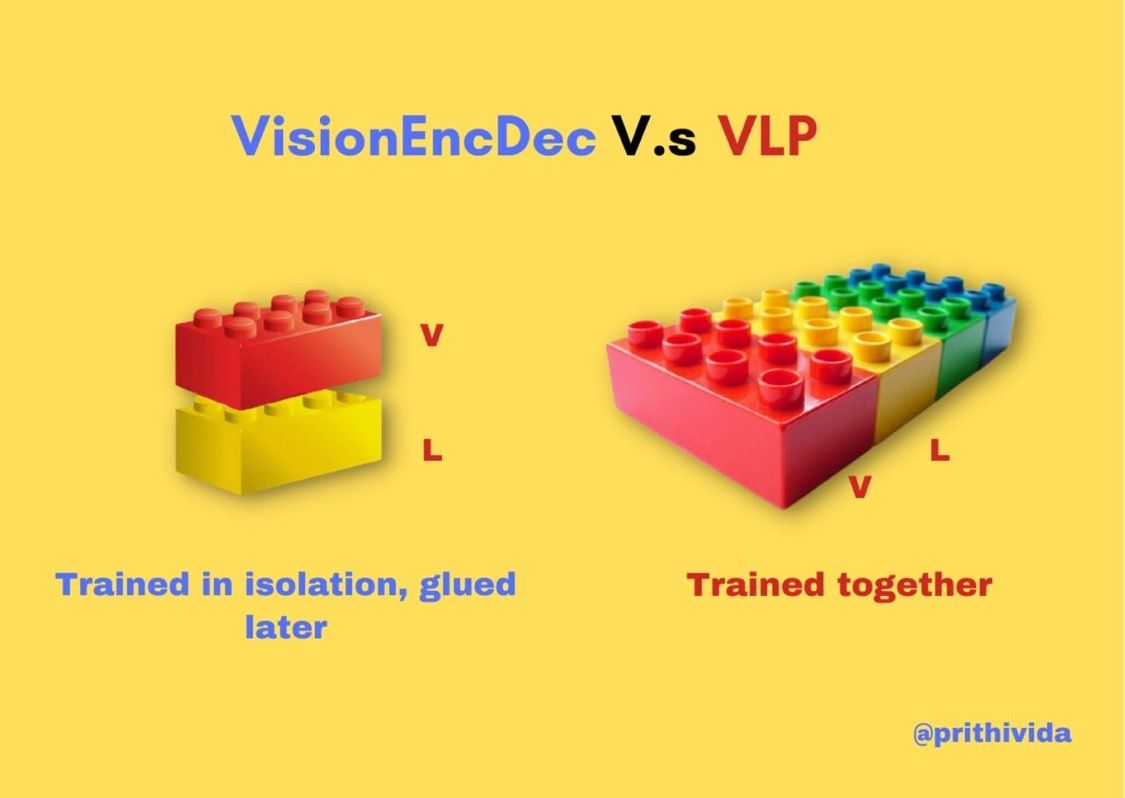 VisionEncDec V.s VLP
V
L
L
V
Trained in isolation, glued
later
Trained together
@prithivida